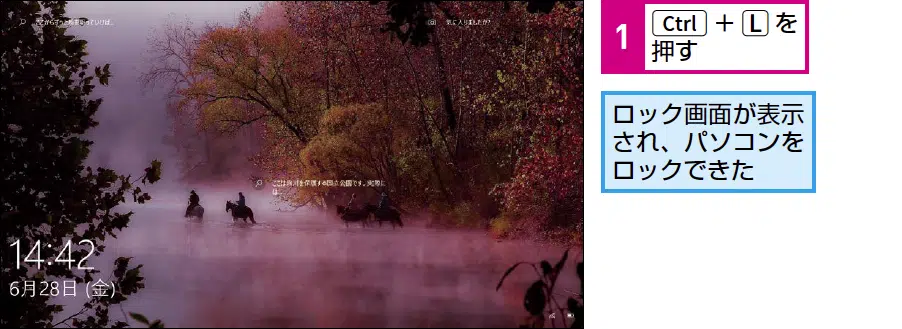 気に入りましたか?
14:42
6月28日 (金)
1
Ctrl + L を
押す
ロック画面が表示
され、パソコンを
ロックできた